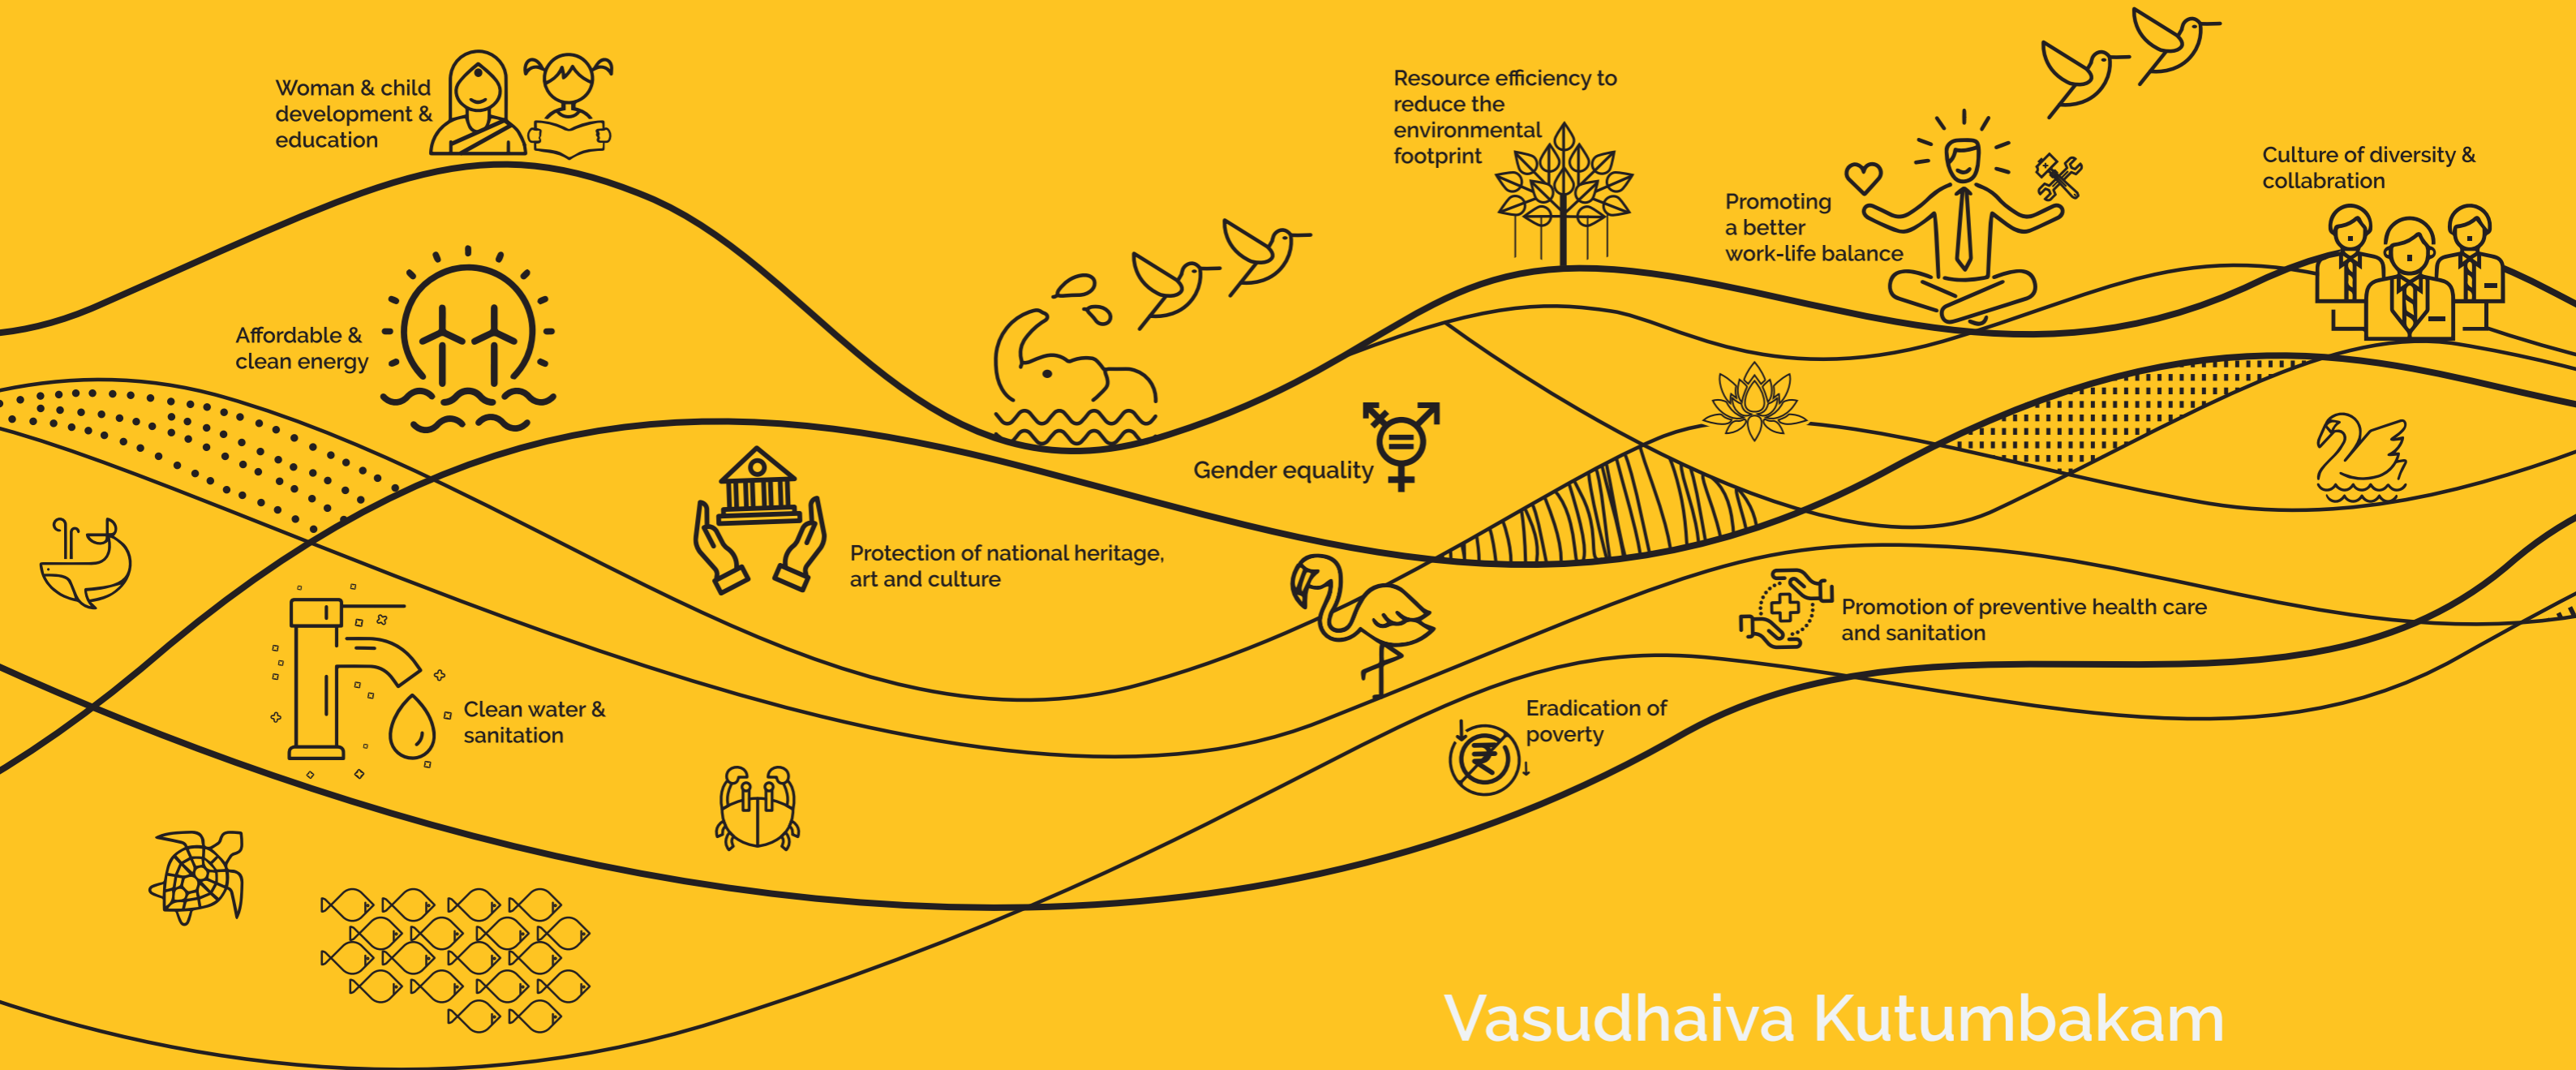 Woman & child
development &
education
Resource efficiency to
reduce the
environmental
footprint
Promoting
a better
work-life balance
Culture of diversity &
collabration
Affordable &
clean energy
Gender equality
Protection of national heritage,
art and culture
Promotion of preventive health care
and sanitation
Clean water &
sanitation
Eradication of
poverty
₹
Vasudhaiva Kutumbakam